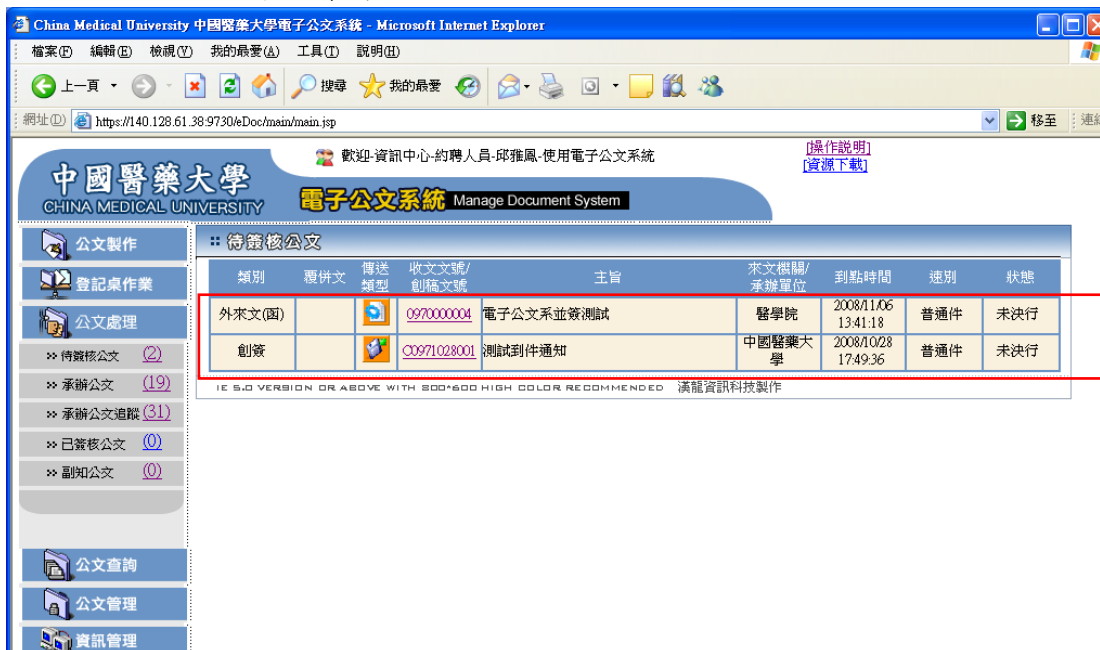 China Medical University 中國醫藥大學電子公文系統 - Microsoft Internet Explorer
檔案(F) 編輯(E) 檢視(V) 我的最愛(A) 工具(T) 說明(H)
上一頁 搜尋 我的最愛
網址(D) https://140.128.61.38:9730/eDoc/main/main.jsp 移至 連結
歡迎-資訊中心-約聘人員-邱雅鳳-使用電子公文系統
[操作說明]
[資源下載]
中國醫藥大學
CHINA MEDICAL UNIVERSITY
電子公文系統 Manage Document System
公文製作
登記桌作業
公文處理
待簽核公文 (2)
承辦公文 (19)
承辦公文追蹤 (31)
已簽核公文 (0)
副知公文 (0)
公文查詢
公文管理
資訊管理
:: 待簽核公文
類別 覆併文 傳送類型 收文文號/創稿文號 主旨 來文機關/承辦單位 到點時間 速別 狀態
外來文(函) 0970000004 電子公文系並簽測試 醫學院 2008/11/06 13:41:18 普通件 未決行
創簽 C0971028001 測試到件通知 中國醫藥大學 2008/10/28 17:49:36 普通件 未決行
IE 5.0 VERSION OR ABOVE WITH 800*600 HIGH COLOR RECOMMENDED 漢龍資訊科技製作